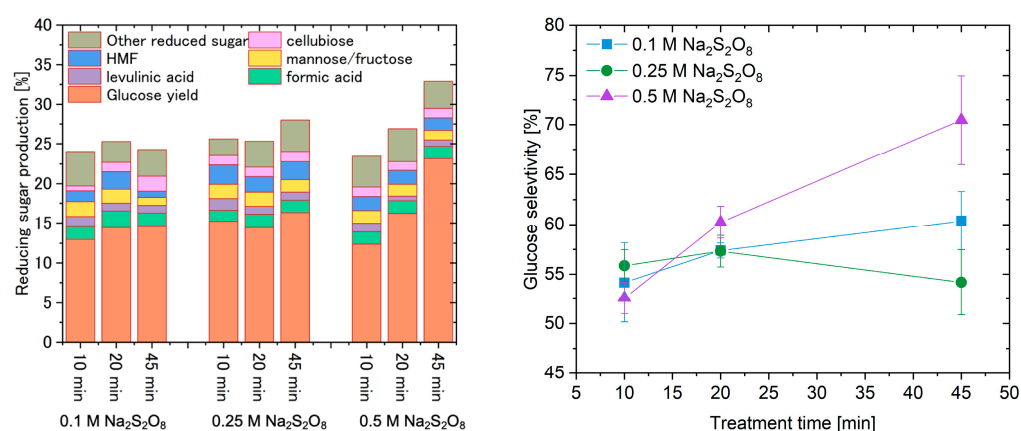 Reducing sugar production [%]
40
35
30
25
20
15
10
5
0
Other reduced sugar
cellubiose
HMF
mannose/fructose
levulinic acid
formic acid
Glucose yield
10 min
20 min
45 min
10 min
20 min
45 min
10 min
20 min
45 min
0.1 M Na₂S₂O₈
0.25 M Na₂S₂O₈
0.5 M Na₂S₂O₈
Glucose selevtivity [%]
80
75
70
65
60
55
50
45
0.1 M Na₂S₂O₈
0.25 M Na₂S₂O₈
0.5 M Na₂S₂O₈
5 10 15 20 25 30 35 40 45 50
Treatment time [min]